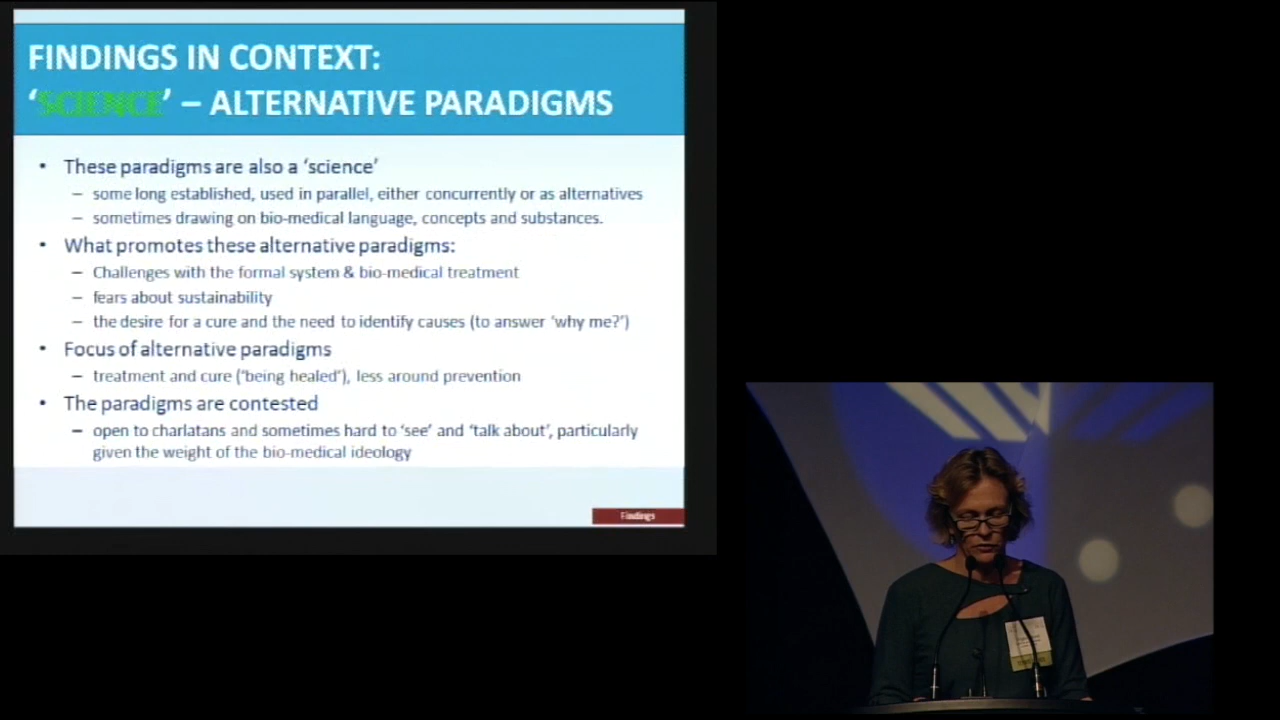 FINDINGS IN CONTEXT:
‘SCIENCE’ – ALTERNATIVE PARADIGMS
• These paradigms are also a ‘science’
– some long established, used in parallel, either concurrently or as alternatives
– sometimes drawing on bio-medical language, concepts and substances.
• What promotes these alternative paradigms:
– Challenges with the formal system & bio-medical treatment
– fears about sustainability
– the desire for a cure and the need to identify causes (to answer ‘why me?’)
• Focus of alternative paradigms
– treatment and cure (‘being healed’), less around prevention
• The paradigms are contested
– open to charlatans and sometimes hard to ‘see’ and ‘talk about’, particularly
given the weight of the bio-medical ideology
Findings